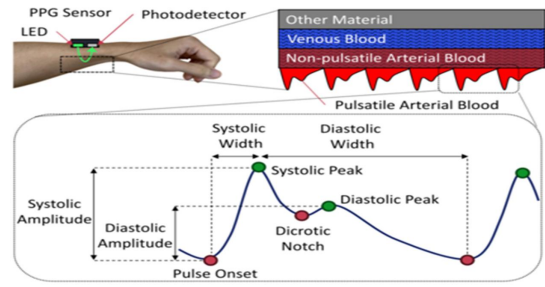 PPG Sensor
Photodetector
LED
Other Material
Venous Blood
Non-pulsatile Arterial Blood
Pulsatile Arterial Blood
Systolic
Width
Diastolic
Width
Systolic Peak
Systolic
Amplitude
Diastolic
Amplitude
Diastolic Peak
Dicrotic
Notch
Pulse Onset